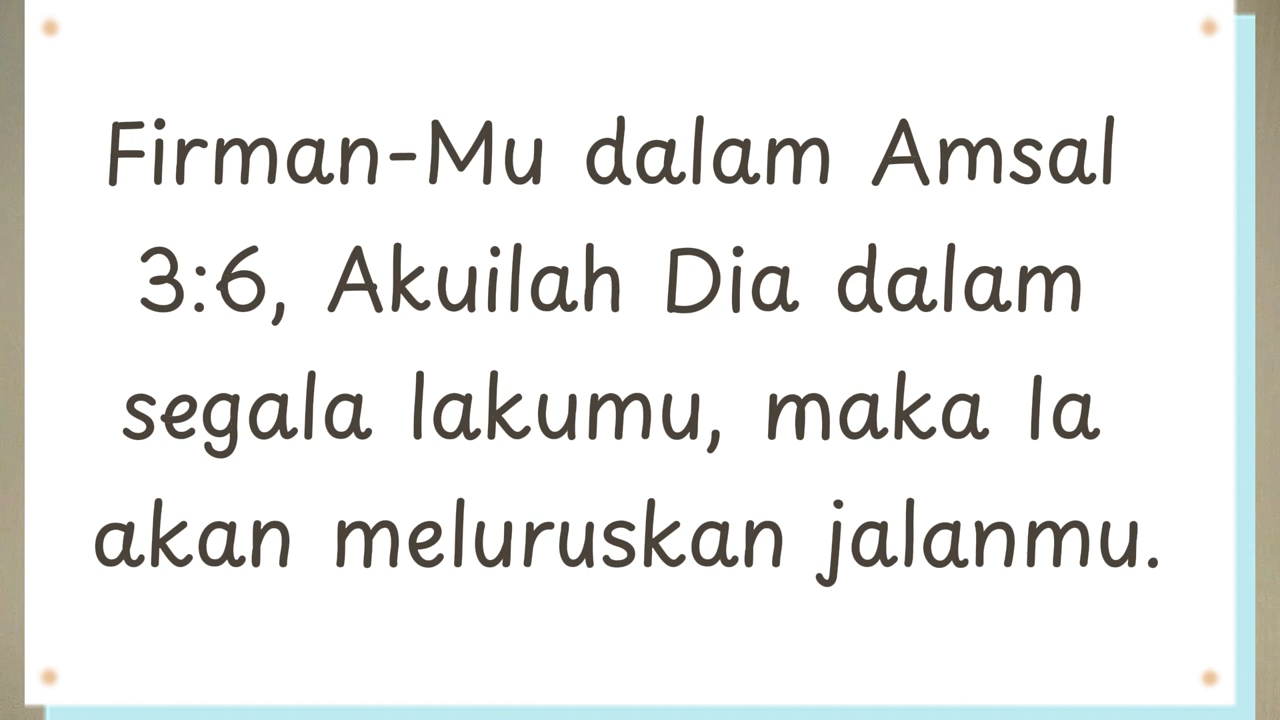 Firman-Mu dalam Amsal
3:6, Akuilah Dia dalam
segala lakumu, maka Ia
akan meluruskan jalanmu.